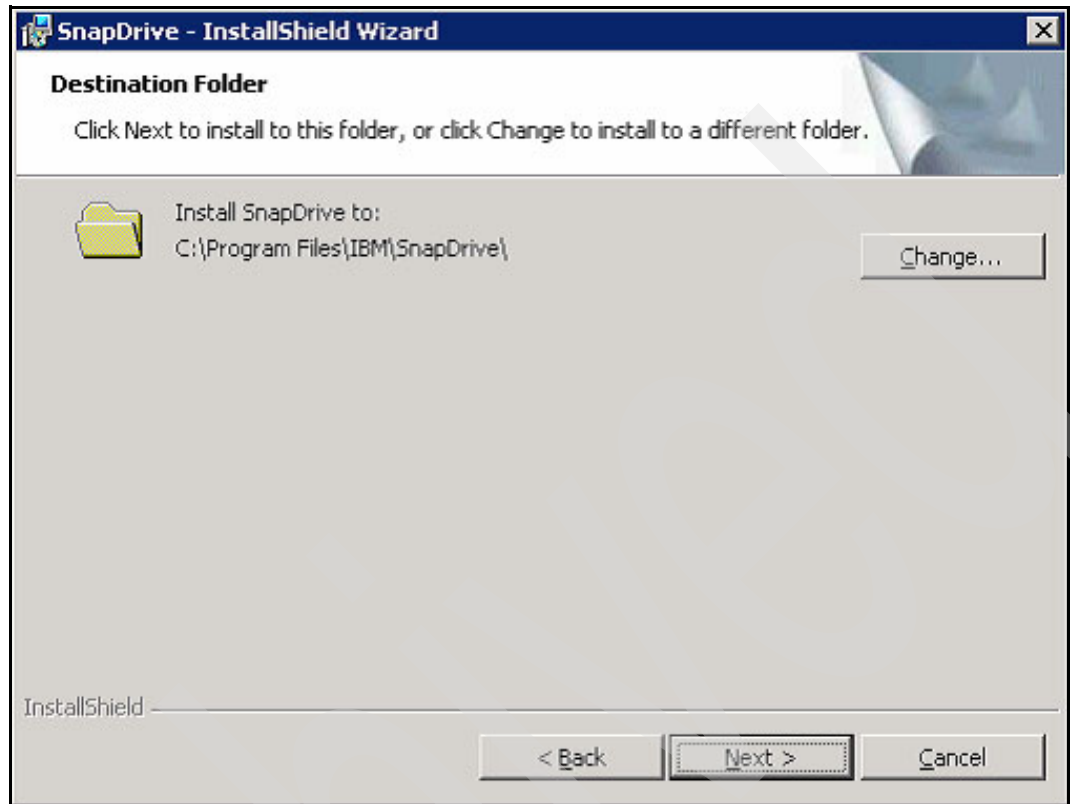 SnapDrive - InstallShield Wizard
Destination Folder
Click Next to install to this folder, or click Change to install to a different folder.
Install SnapDrive to:
C:\Program Files\IBM\SnapDrive\
Change...
InstallShield
< Back
Next >
Cancel